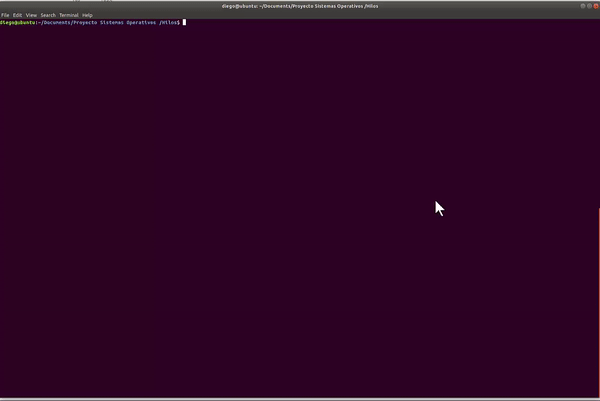 diego@ubuntu: ~/Documents/Proyecto Sistemas Operativos /Hilos
File Edit View Search Terminal Help
diego@ubuntu:~/Documents/Proyecto Sistemas Operativos /Hilos$